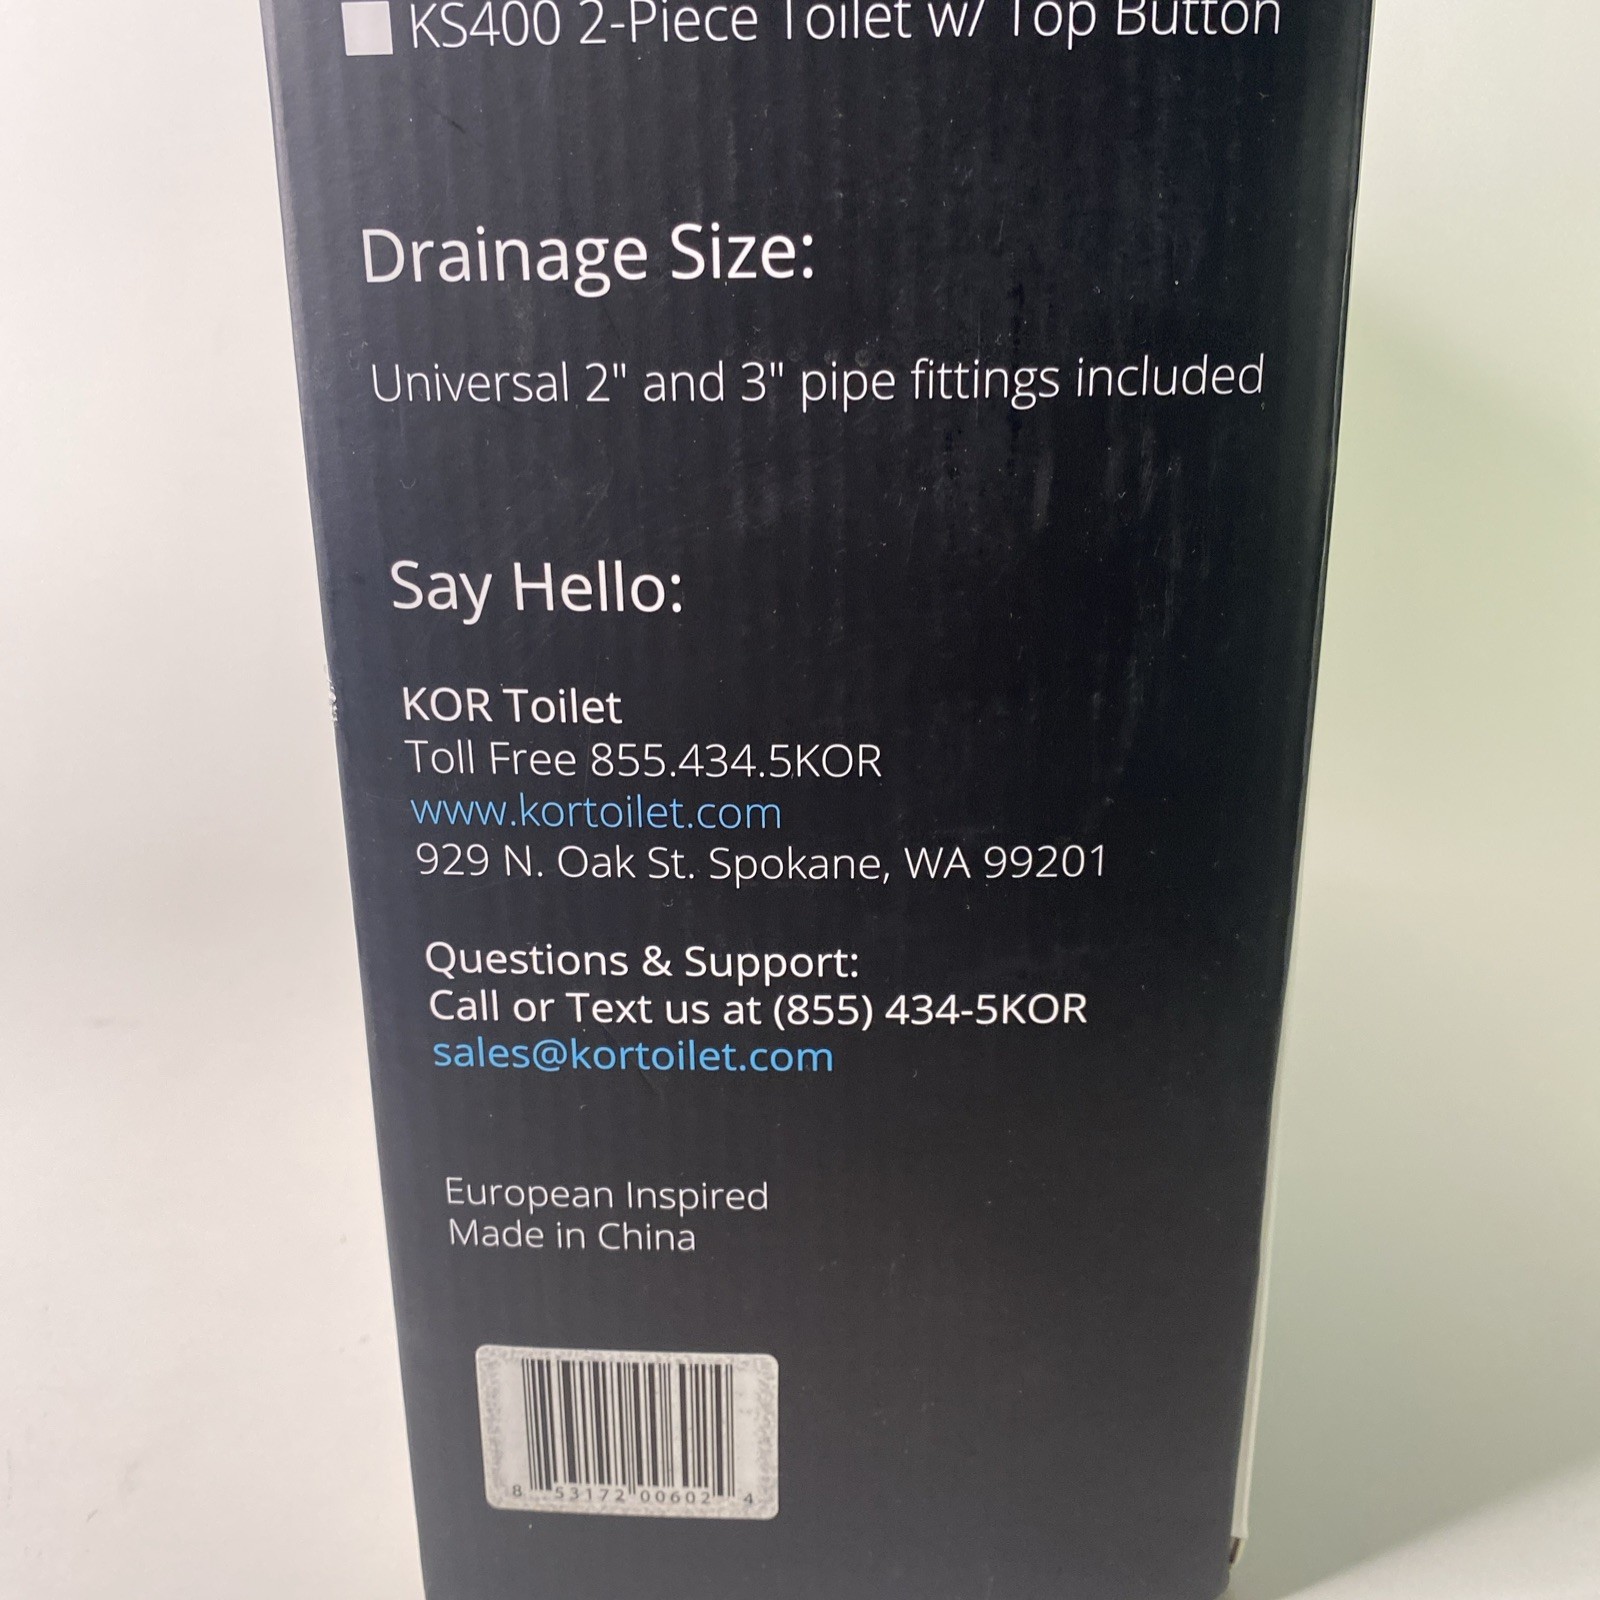 KS400 2-Piece Toilet w/ Top Button
Drainage Size:
Universal 2" and 3" pipe fittings included
Say Hello:
KOR Toilet
Toll Free 855.434.5KOR
www.kortoilet.com
929 N. Oak St. Spokane, WA 99201
Questions & Support:
Call or Text us at (855) 434-5KOR
sales@kortoilet.com
European Inspired
Made in China
8 53172 00602 4